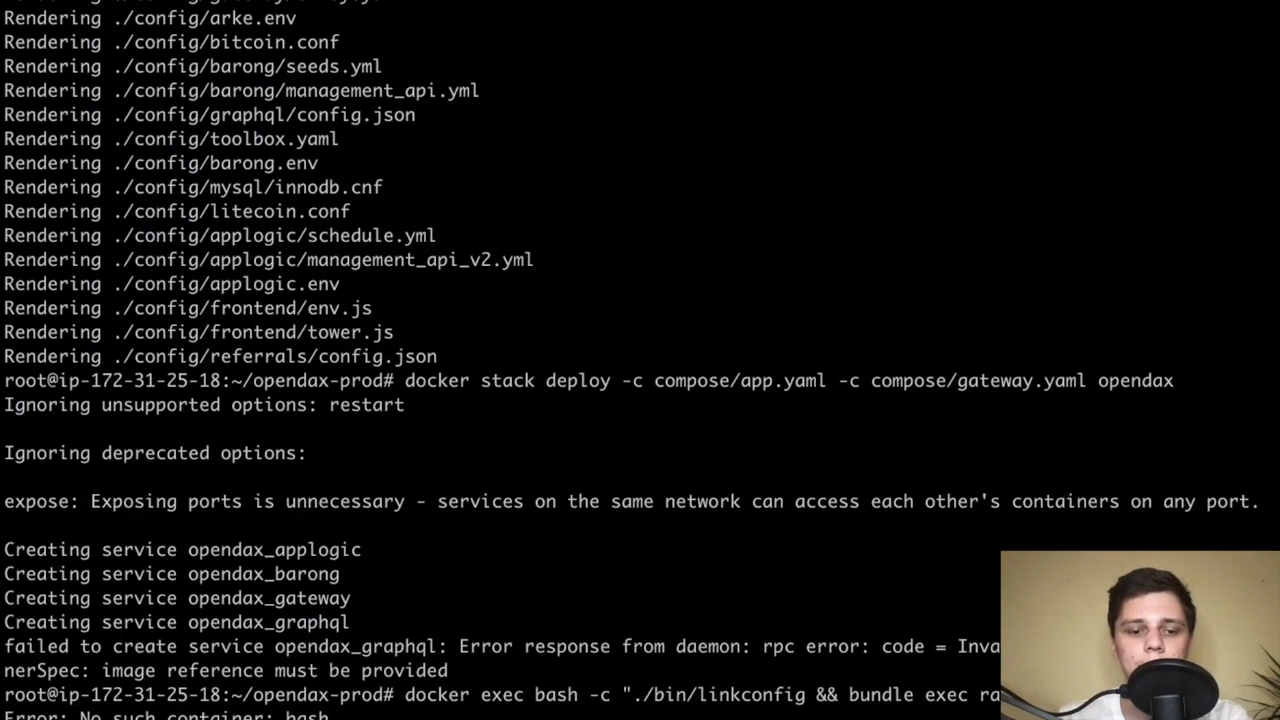 Rendering ./config/arke.env
Rendering ./config/bitcoin.conf
Rendering ./config/barong/seeds.yml
Rendering ./config/barong/management_api.yml
Rendering ./config/graphql/config.json
Rendering ./config/toolbox.yaml
Rendering ./config/barong.env
Rendering ./config/mysql/innodb.cnf
Rendering ./config/litecoin.conf
Rendering ./config/applogic/schedule.yml
Rendering ./config/applogic/management_api_v2.yml
Rendering ./config/applogic.env
Rendering ./config/frontend/env.js
Rendering ./config/frontend/tower.js
Rendering ./config/referrals/config.json
root@ip-172-31-25-18:~/opendax-prod# docker stack deploy -c compose/app.yaml -c compose/gateway.yaml opendax
Ignoring unsupported options: restart
Ignoring deprecated options:
expose: Exposing ports is unnecessary - services on the same network can access each other's containers on any port.
Creating service opendax_applogic
Creating service opendax_barong
Creating service opendax_gateway
Creating service opendax_graphql
failed to create service opendax_graphql: Error response from daemon: rpc error: code = Inva
nerSpec: image reference must be provided
root@ip-172-31-25-18:~/opendax-prod# docker exec bash -c "./bin/linkconfig && bundle exec ra
Error: No such container: bash